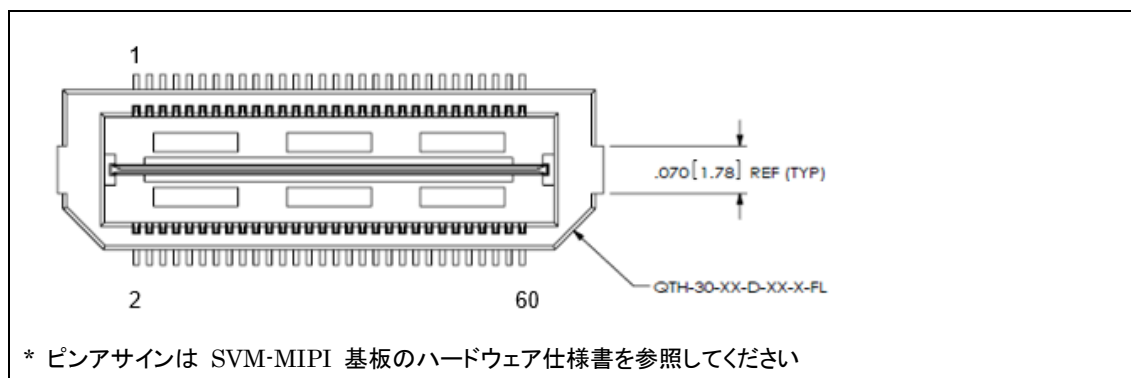 1
.070[1.78] REF (TYP)
QTH-30-XX-D-XX-X-FL
2 60
* ピンアサインは SVM-MIPI 基板のハードウェア仕様書を参照してください